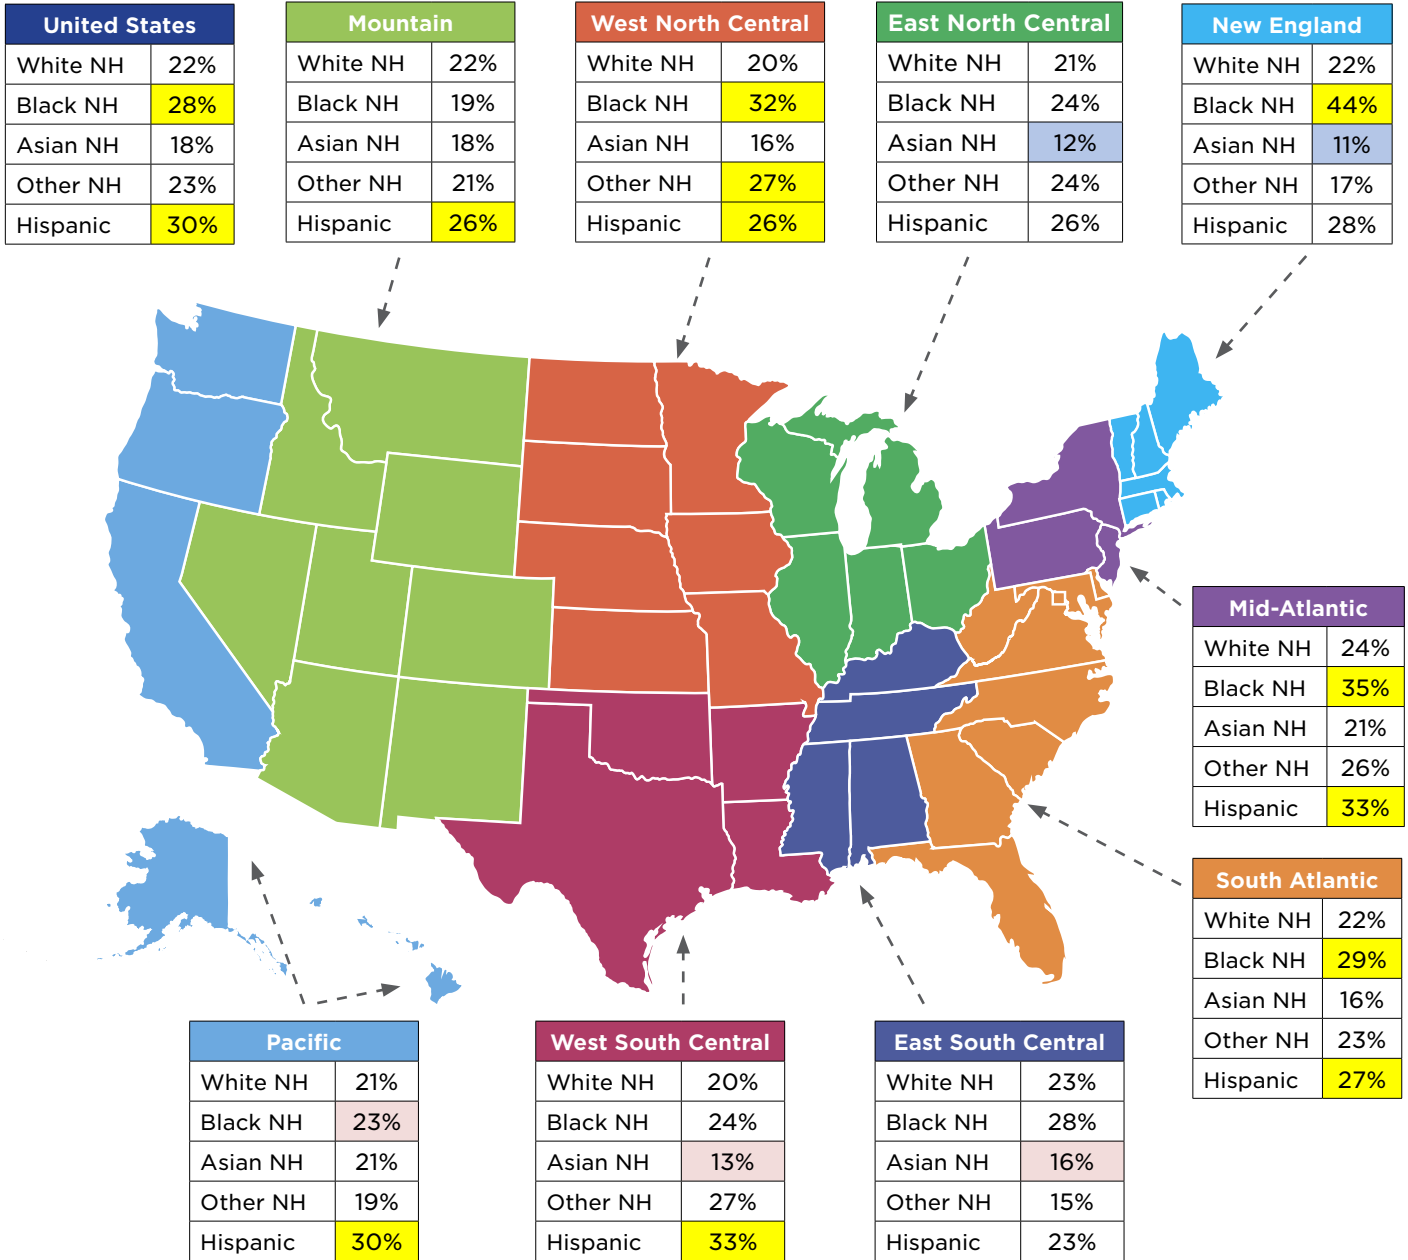 United States
White NH 22%
Black NH 28%
Asian NH 18%
Other NH 23%
Hispanic 30%
Mountain
White NH 22%
Black NH 19%
Asian NH 18%
Other NH 21%
Hispanic 26%
West North Central
White NH 20%
Black NH 32%
Asian NH 16%
Other NH 27%
Hispanic 26%
East North Central
White NH 21%
Black NH 24%
Asian NH 12%
Other NH 24%
Hispanic 26%
New England
White NH 22%
Black NH 44%
Asian NH 11%
Other NH 17%
Hispanic 28%
Mid-Atlantic
White NH 24%
Black NH 35%
Asian NH 21%
Other NH 26%
Hispanic 33%
South Atlantic
White NH 22%
Black NH 29%
Asian NH 16%
Other NH 23%
Hispanic 27%
Pacific
White NH 21%
Black NH 23%
Asian NH 21%
Other NH 19%
Hispanic 30%
West South Central
White NH 20%
Black NH 24%
Asian NH 13%
Other NH 27%
Hispanic 33%
East South Central
White NH 23%
Black NH 28%
Asian NH 16%
Other NH 15%
Hispanic 23%